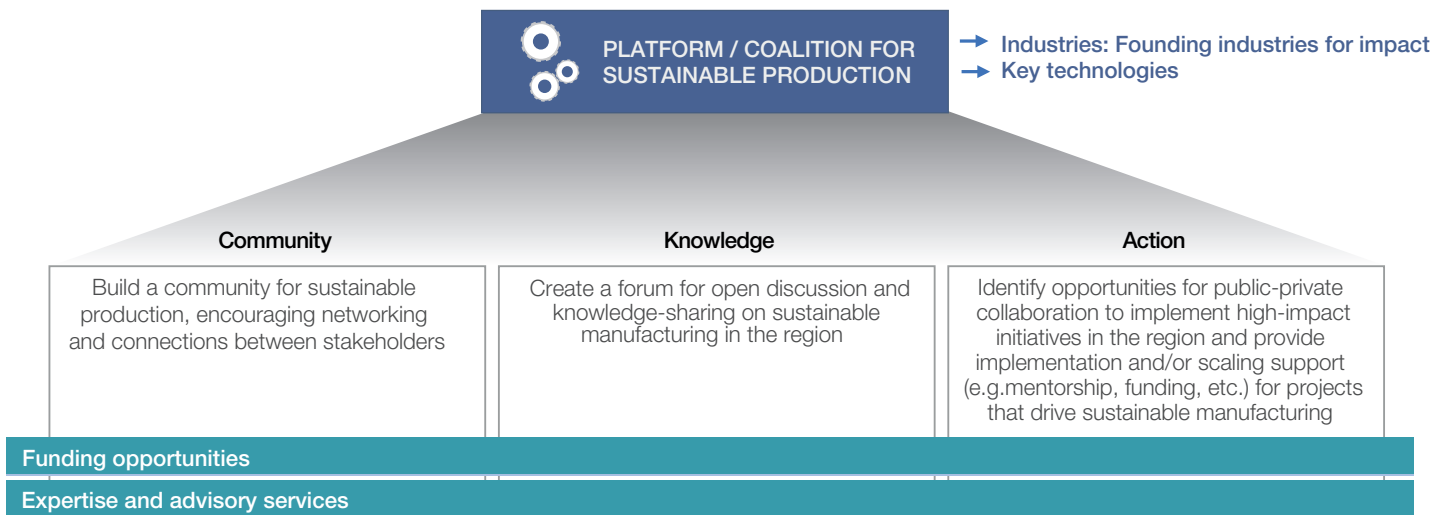 PLATFORM / COALITION FOR
SUSTAINABLE PRODUCTION
Industries: Founding industries for impact
Key technologies
Community
Build a community for sustainable
production, encouraging networking
and connections between stakeholders
Knowledge
Create a forum for open discussion and
knowledge-sharing on sustainable
manufacturing in the region
Action
Identify opportunities for public-private
collaboration to implement high-impact
initiatives in the region and provide
implementation and/or scaling support
(e.g.mentorship, funding, etc.) for projects
that drive sustainable manufacturing
Funding opportunities
Expertise and advisory services